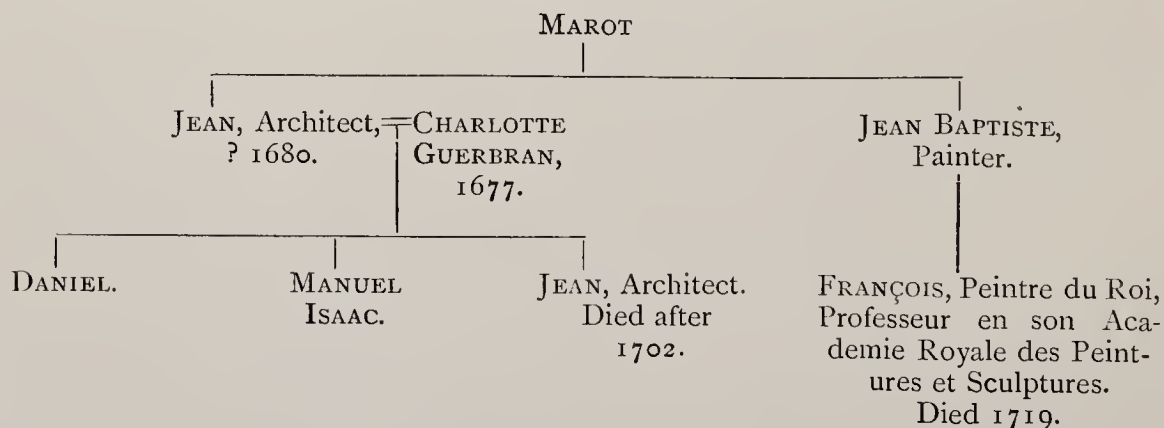 MAROT
JEAN, Architect,
? 1680.
CHARLOTTE
GUERBRAN,
1677.
JEAN BAPTISTE,
Painter.
DANIEL.
MANUEL
ISAAC.
JEAN, Architect.
Died after
1702.
FRANÇOIS, Peintre du Roi,
Professeur en son Aca-
demie Royale des Peint-
ures et Sculptures.
Died 1719.